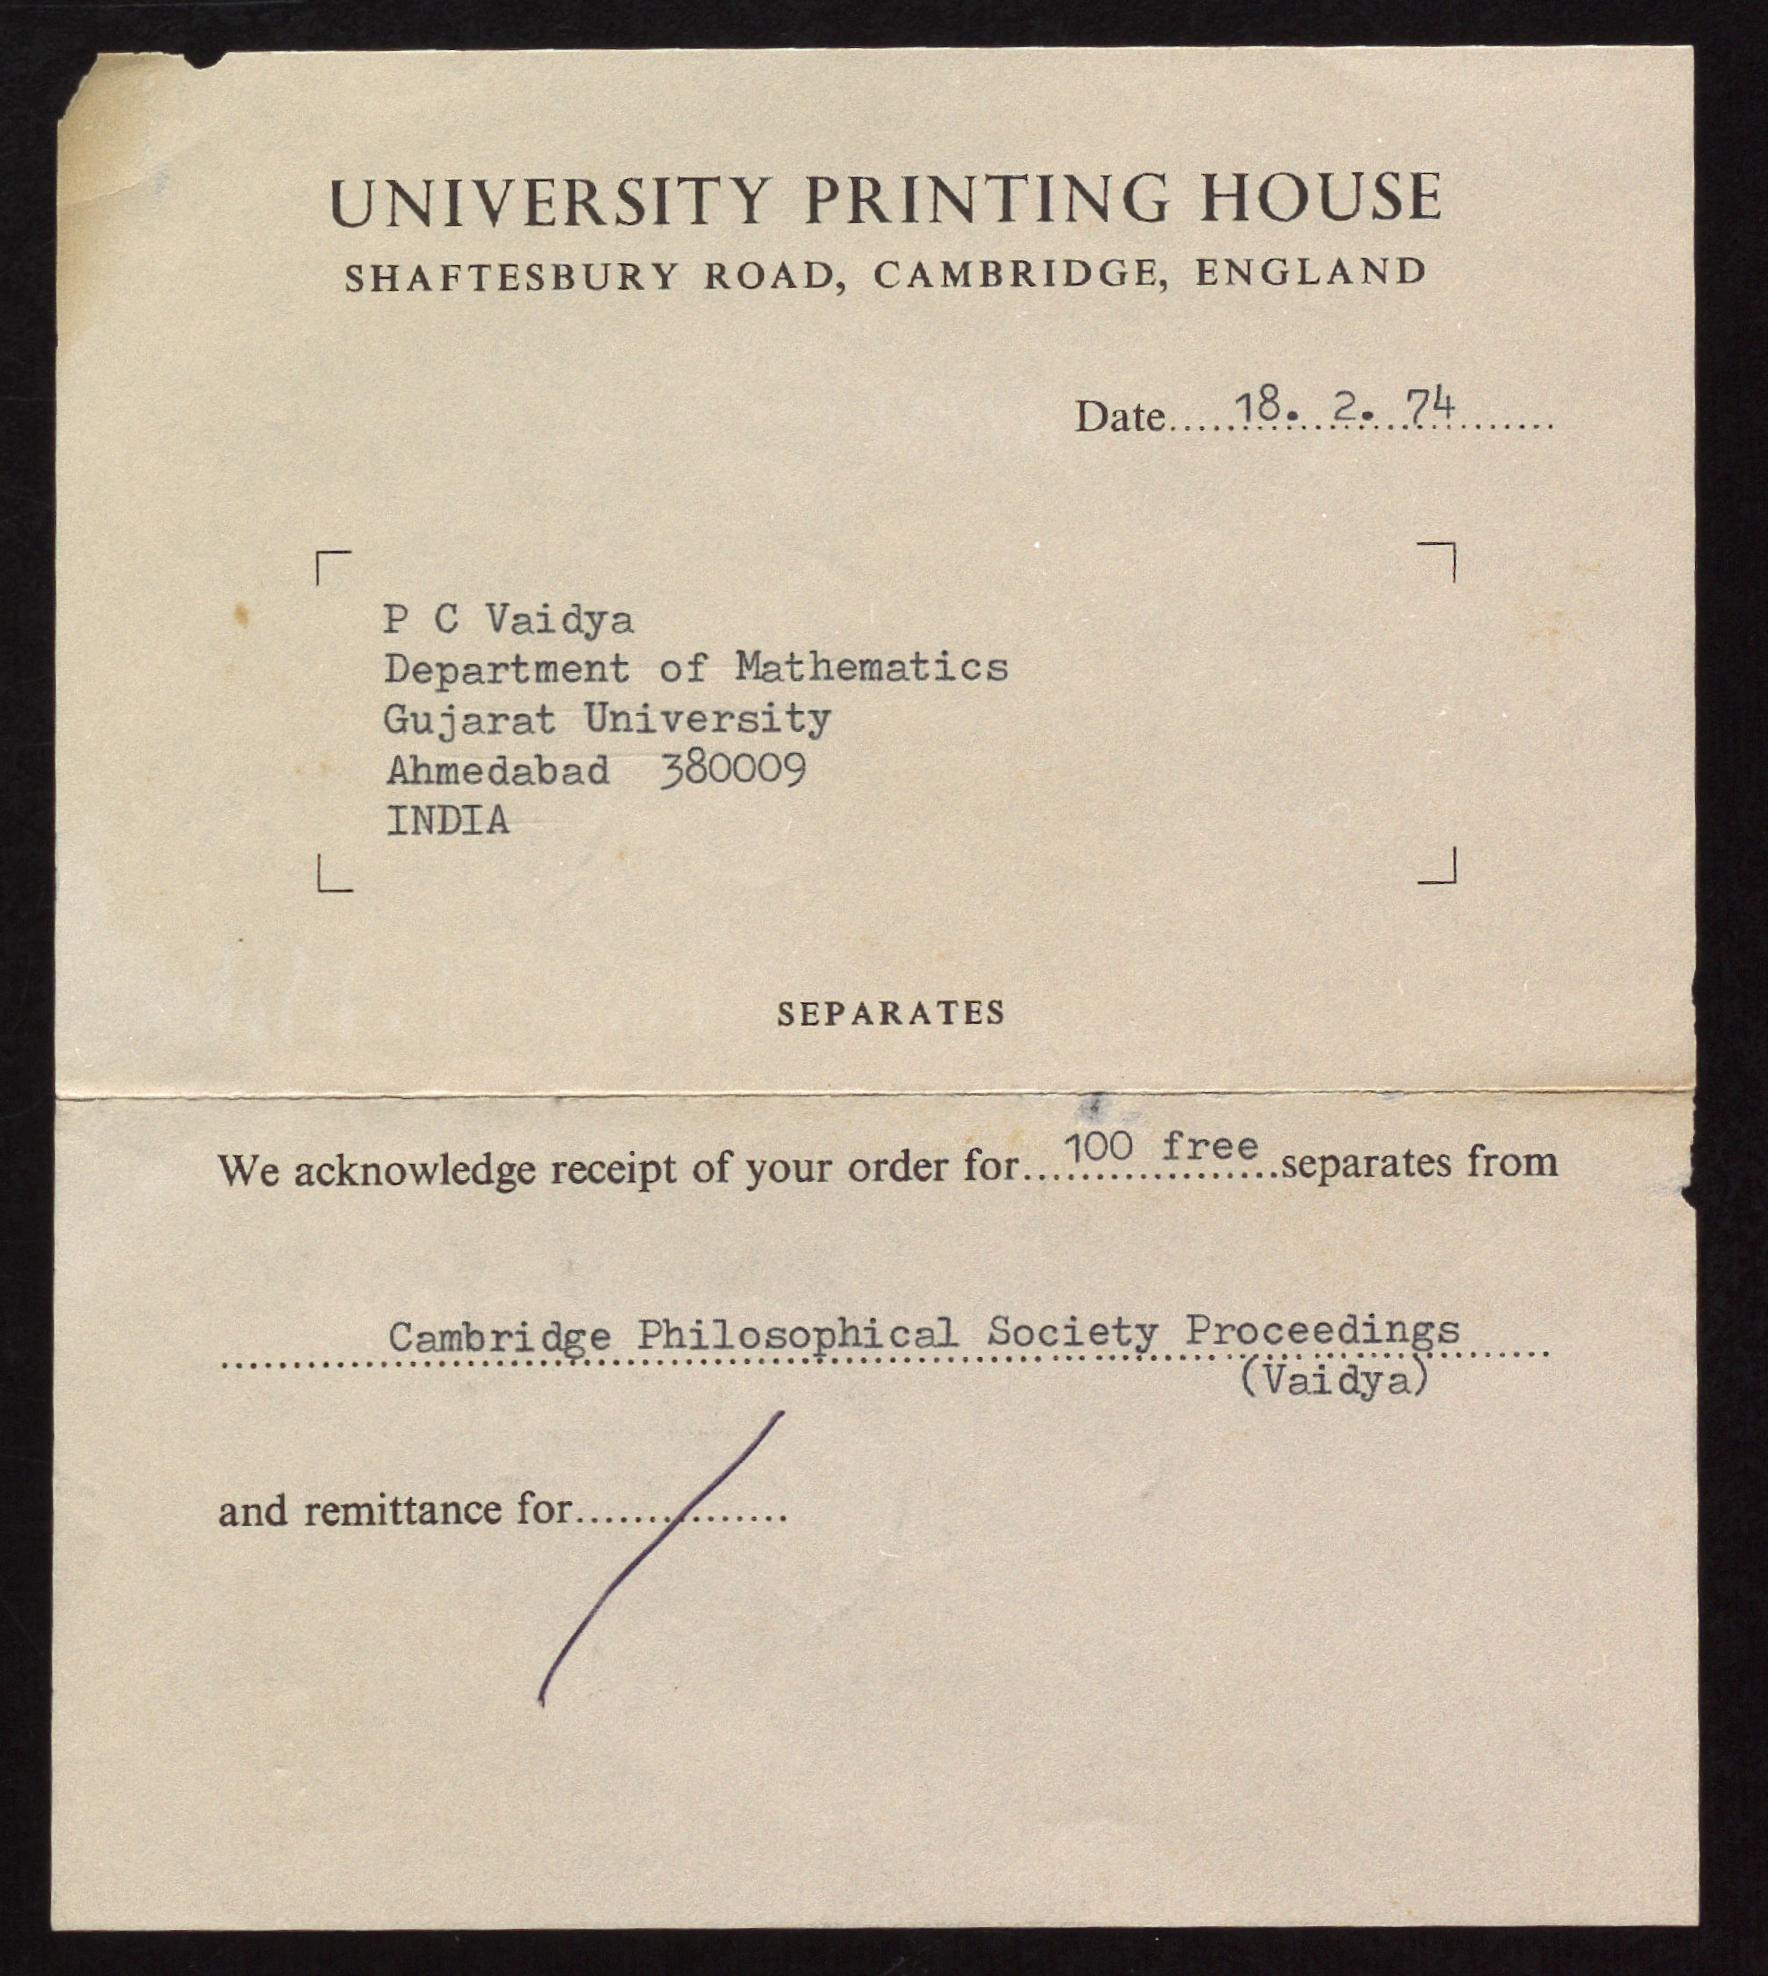 UNIVERSITY PRINTING HOUSE
SHAFTESBURY ROAD, CAMBRIDGE, ENGLAND
Date....18. 2. 74.......
P C Vaidya
Department of Mathematics
Gujarat University
Ahmedabad 380009
INDIA
SEPARATES
We acknowledge receipt of your order for...100 free...separates from
Cambridge Philosophical Society Proceedings
(Vaidya)
and remittance for...............